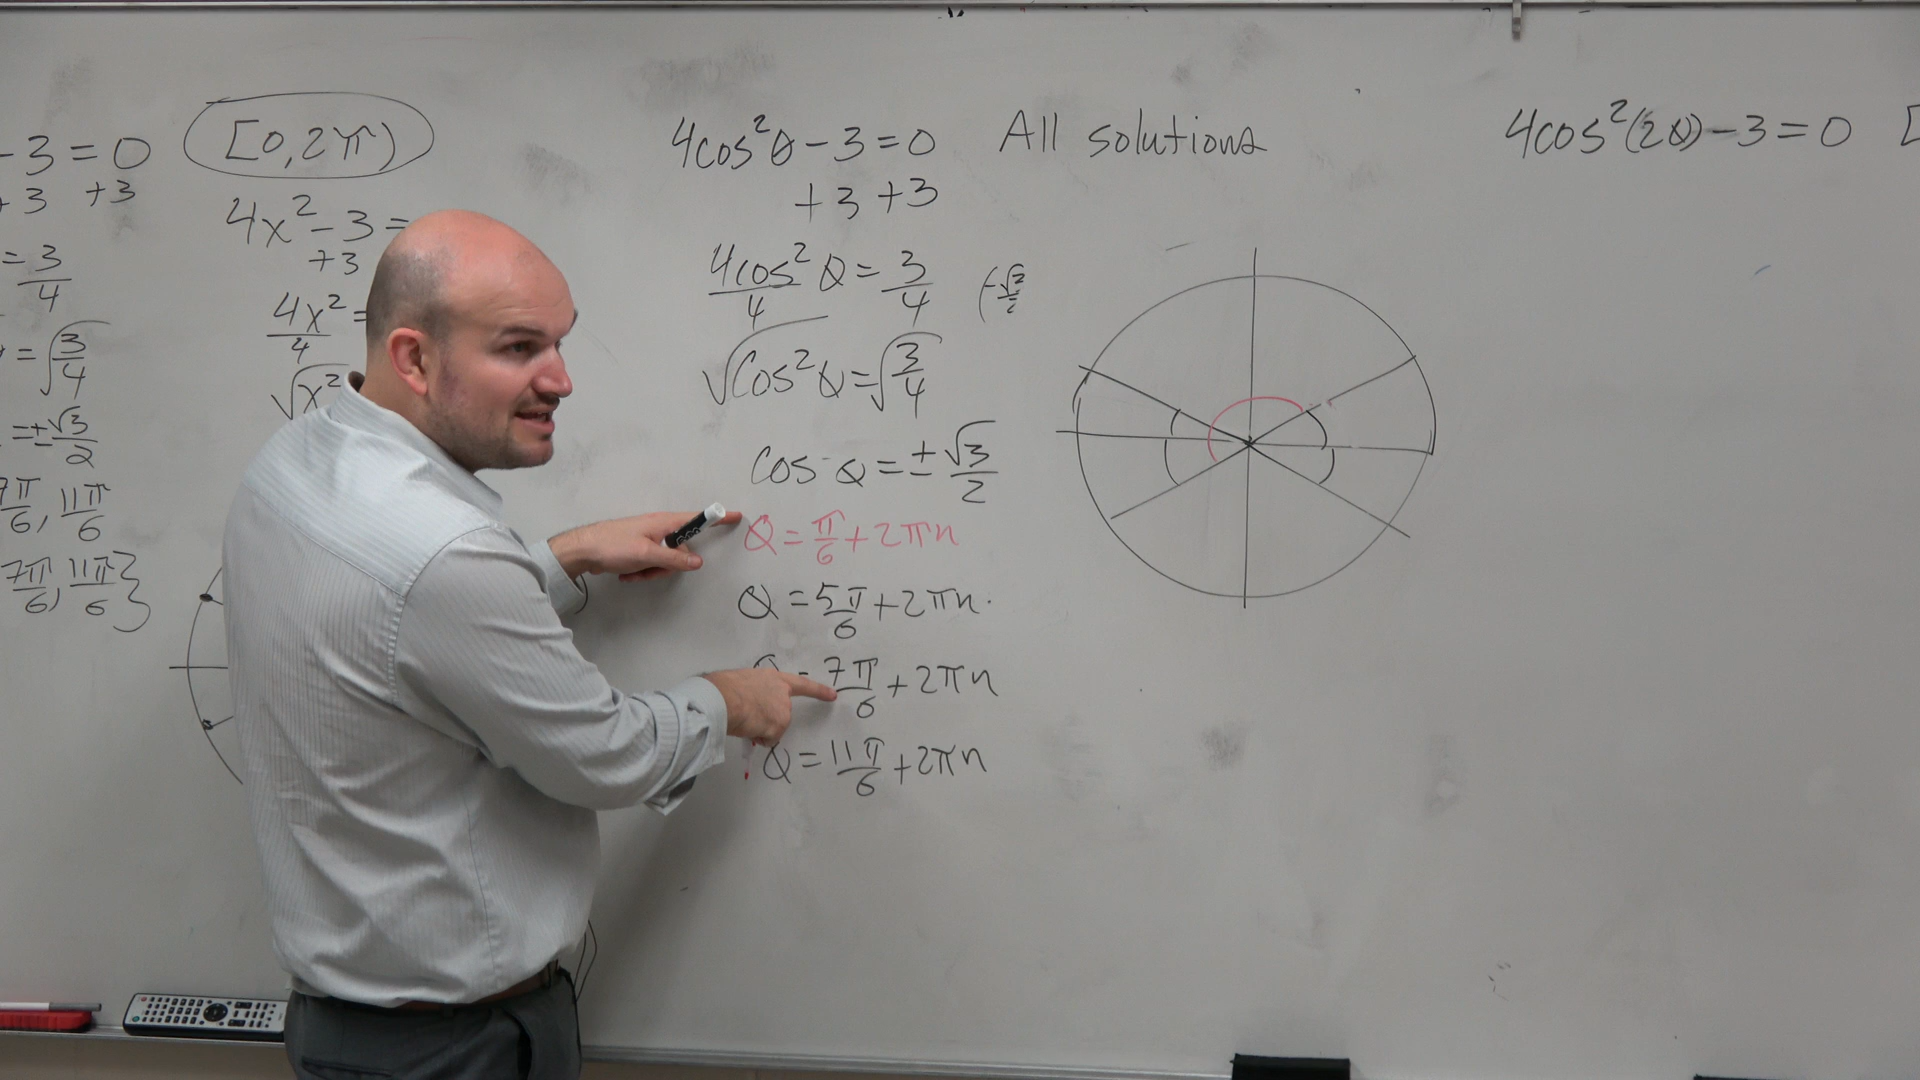 -3=0
+3 +3
=3/4
=√3/4
=±√3/2
π/6, 11π/6
7π/6, 11π/6}
[0,2π)
4x²-3=
+3
4x²/4=
√x²
4cos²θ-3=0 All solutions
+3 +3
4cos²θ/4=3/4
√cos²θ=√3/4
cos θ=±√3/2
θ=π/6+2πn
θ=5π/6+2πn.
θ=7π/6+2πn
θ=11π/6+2πn
4cos²(2θ)-3=0 [